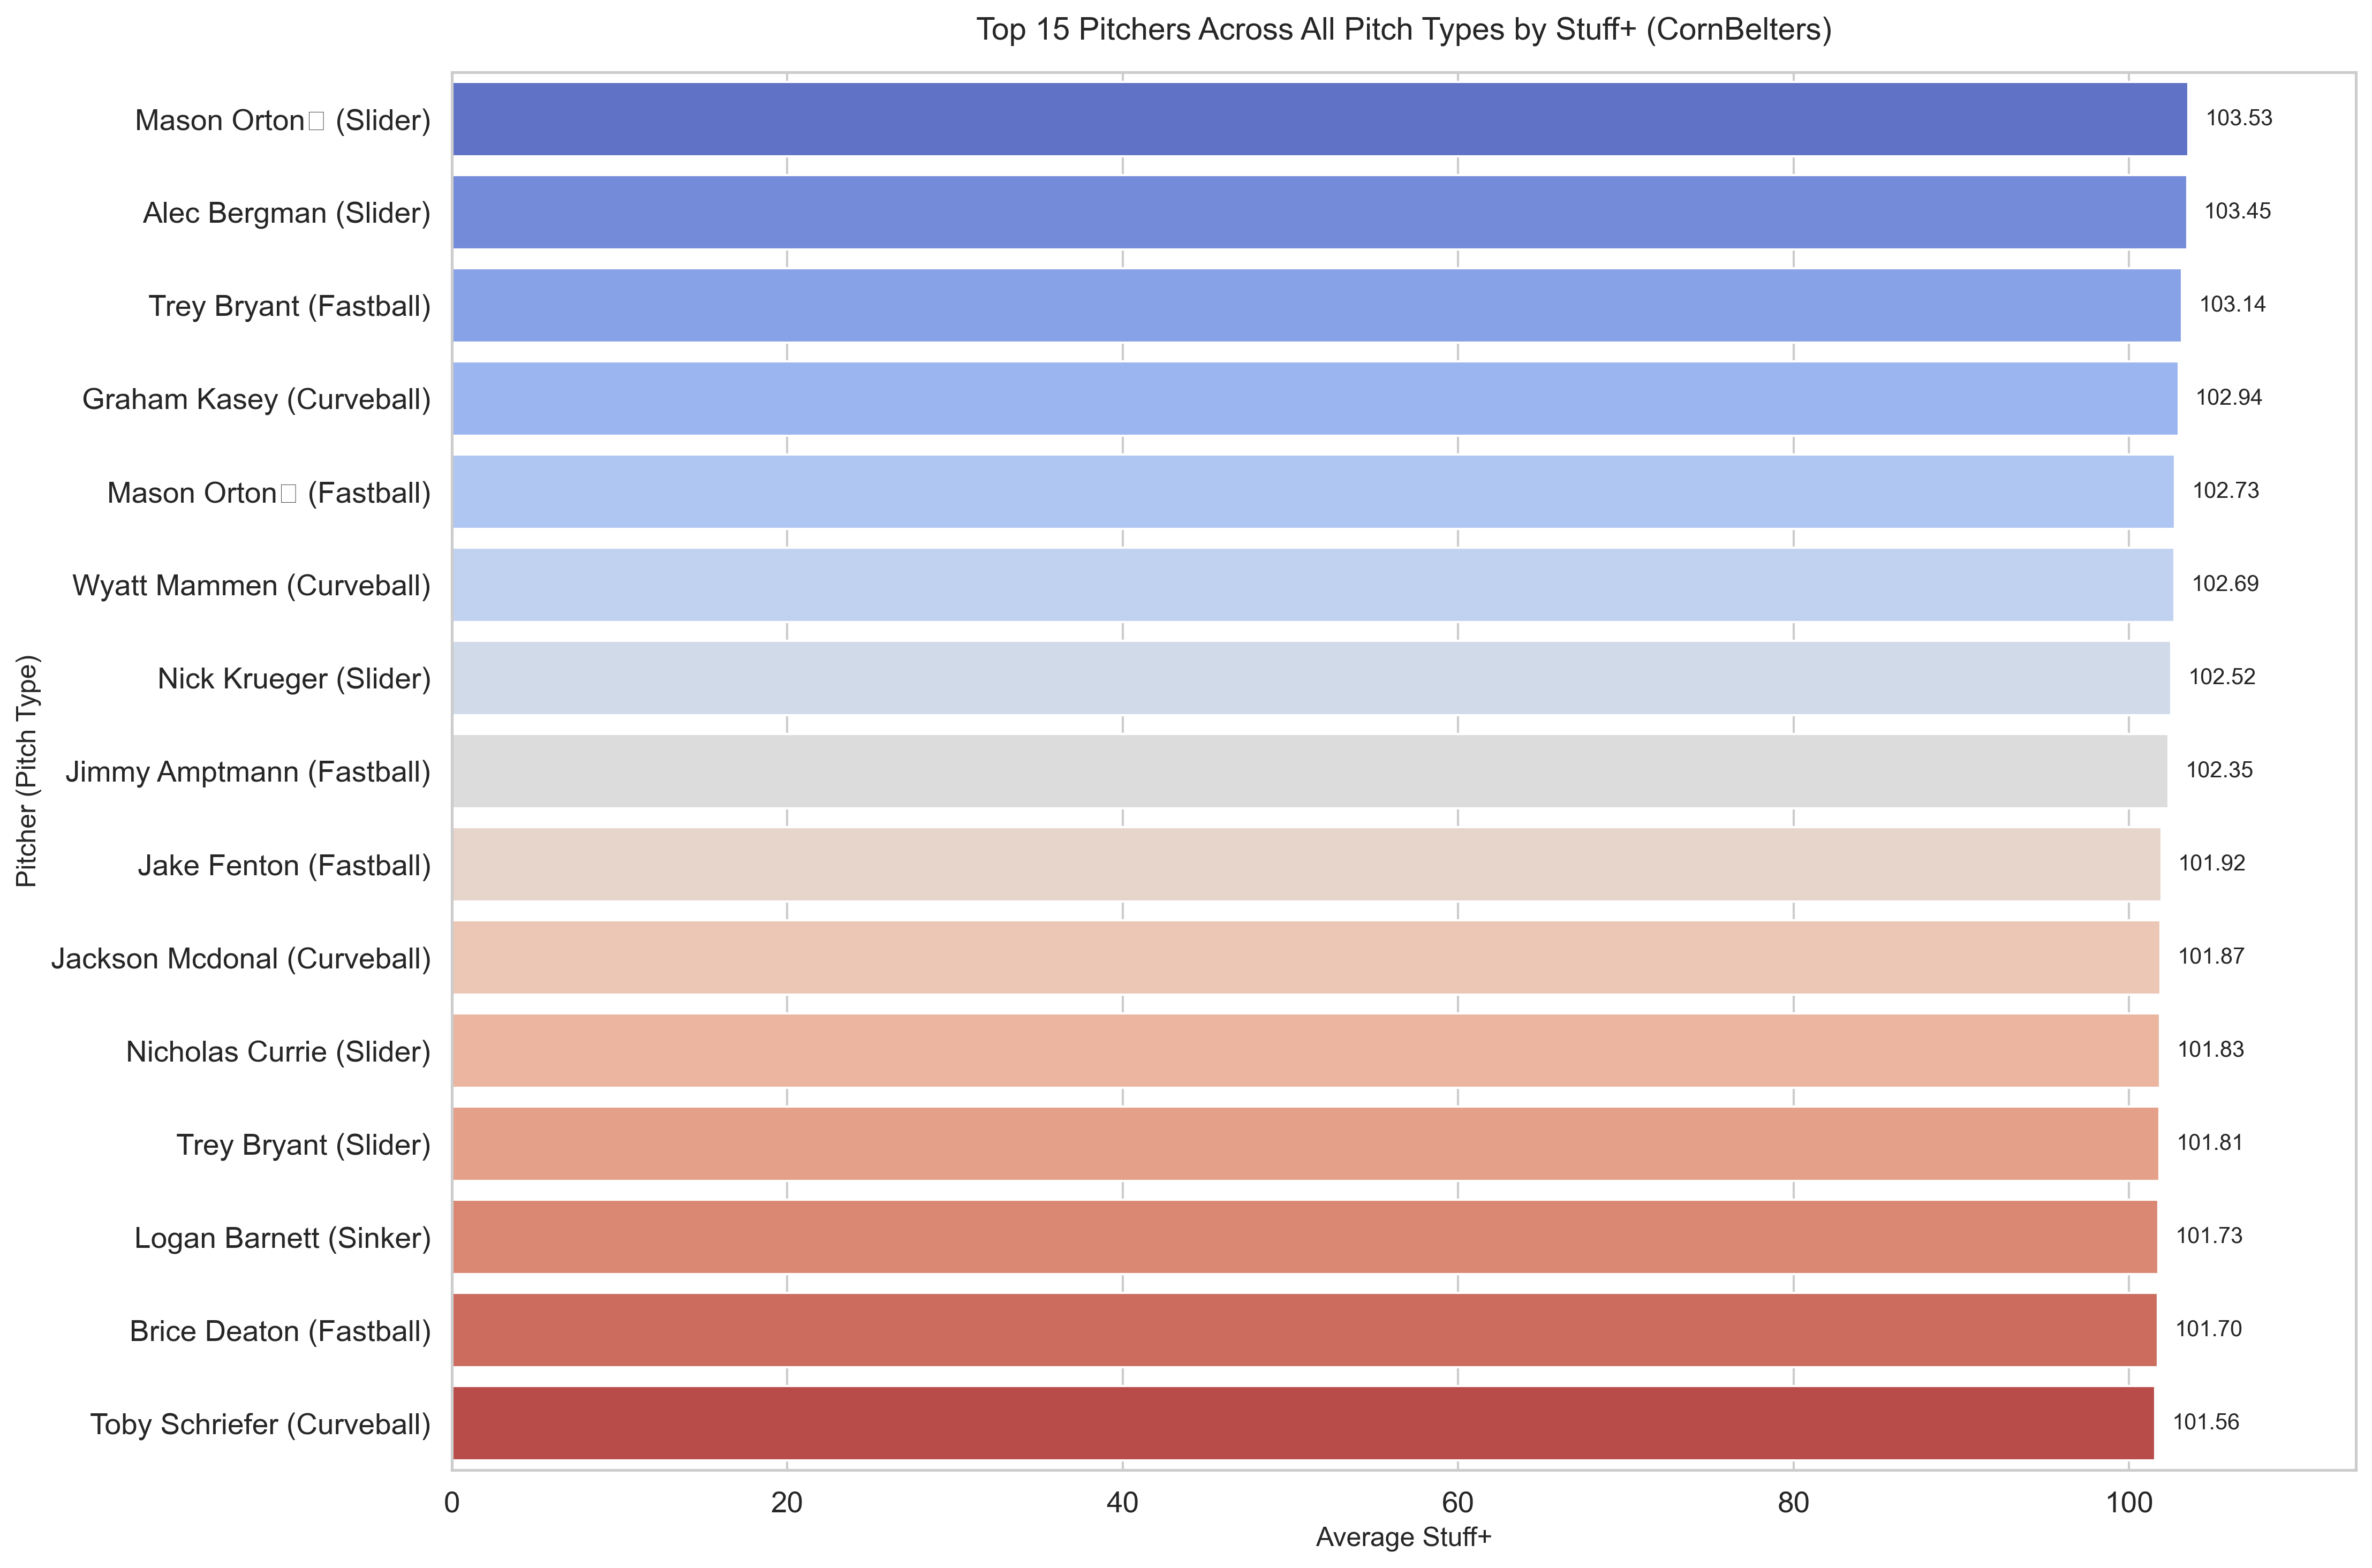 Top 15 Pitchers Across All Pitch Types by Stuff+ (CornBelters)
Pitcher (Pitch Type)
Mason Orton□ (Slider) 103.53
Alec Bergman (Slider) 103.45
Trey Bryant (Fastball) 103.14
Graham Kasey (Curveball) 102.94
Mason Orton□ (Fastball) 102.73
Wyatt Mammen (Curveball) 102.69
Nick Krueger (Slider) 102.52
Jimmy Amptmann (Fastball) 102.35
Jake Fenton (Fastball) 101.92
Jackson Mcdonal (Curveball) 101.87
Nicholas Currie (Slider) 101.83
Trey Bryant (Slider) 101.81
Logan Barnett (Sinker) 101.73
Brice Deaton (Fastball) 101.70
Toby Schriefer (Curveball) 101.56
0 20 40 60 80 100
Average Stuff+